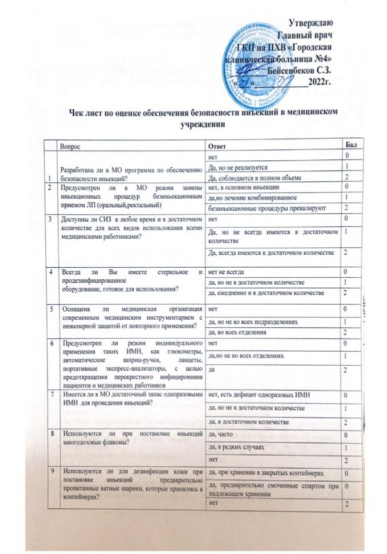 Утверждаю
Главный врач
ГКП на ПХВ «Городская
клиническая больница №4»
Бейсенбеков С.З.
2022г.
Чек лист по оценке обеспечения безопасности инъекций в медицинском
учреждении
Вопрос Ответ Бал
нет 0
Разработана ли в МО программа по обеспечению Да, но не реализуется 1
1 безопасности инъекций? Да, соблюдается в полном объеме 2
2 Предусмотрен ли в МО режим замены нет, в основном инъекции 0
инъекционных процедур безинъекционным да,но лечение комбинированное 1
приемом ЛП (оральный,ректальный) безинъекционные процедуры превалируют 2
3 Доступны ли СИЗ в любое время и в достаточном нет 0
количестве для всех видов использования всеми
медицинскими работниками? Да, но не всегда имеются в достаточном 1
количестве
Да, всегда имеются в достаточном количестве 2
4 Всегда ли Вы имеете стерильное и нет не всегда 0
продезинфицированное да, но не в достаточном количестве 1
оборудование, готовое для использования? да, ежедневно и в достаточном количестве 2
5 Оснащена ли медицинская организация нет 0
современным медицинским инструментарием с да, но не во всех подразделениях 1
инженерной защитой от повторного применения? да, во всех отделения 2
6 Предусмотрен ли режим индивидуального нет 0
применения таких ИМН, как глюкометры, да,но не во всех отделениях 1
автоматические шприц-ручки, ланцеты, да 2
портативные экспресс-анализаторы, с целью
предотвращения перекрестного инфицирования
пациентов и медицинских работников
7 Имеется ли в МО достаточный запас одноразовыми нет, есть дефицит одноразовых ИМН 0
ИМН для проведения инъекций? да, но не в достаточном количестве 1
да, в достаточном количестве 2
8 Используются ли при постановке инъекций да, часто 0
многодозовые флаконы? да, в редких случаях 1
нет 2
9 Используются ли для дезинфекции кожи при да, при хранении в закрытых контейнерах 0
постановке инъекций предварительно да, предварительно смоченные спиртом при 0
пропитанные ватные шарики, которые хранились в надлежащем хранении
контейнерах? нет 2